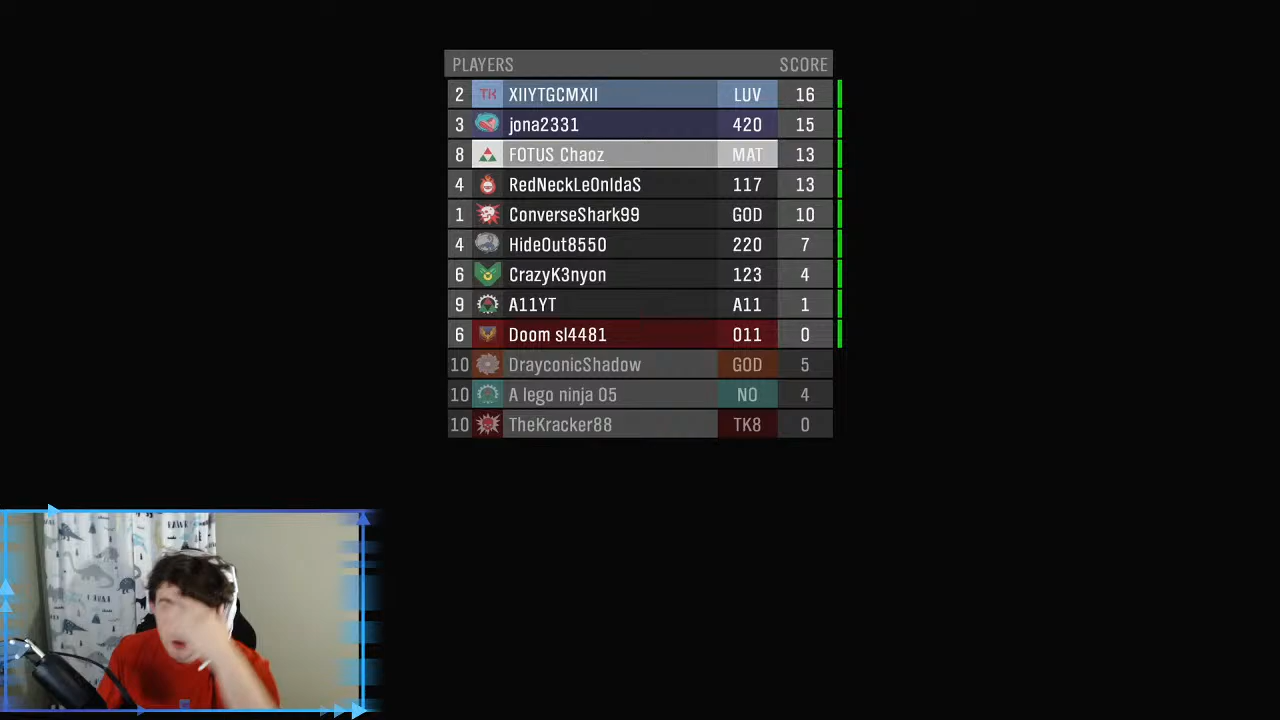 PLAYERS SCORE
2 TK XIIYTGCMXII LUV 16
3 jona2331 420 15
8 FOTUS Chaoz MAT 13
4 RedNeckLeOnIdaS 117 13
1 ConverseShark99 GOD 10
4 HideOut8550 220 7
6 CrazyK3nyon 123 4
9 A11YT A11 1
6 Doom sl4481 011 0
10 DrayconicShadow GOD 5
10 A lego ninja 05 NO 4
10 TheKracker88 TK8 0